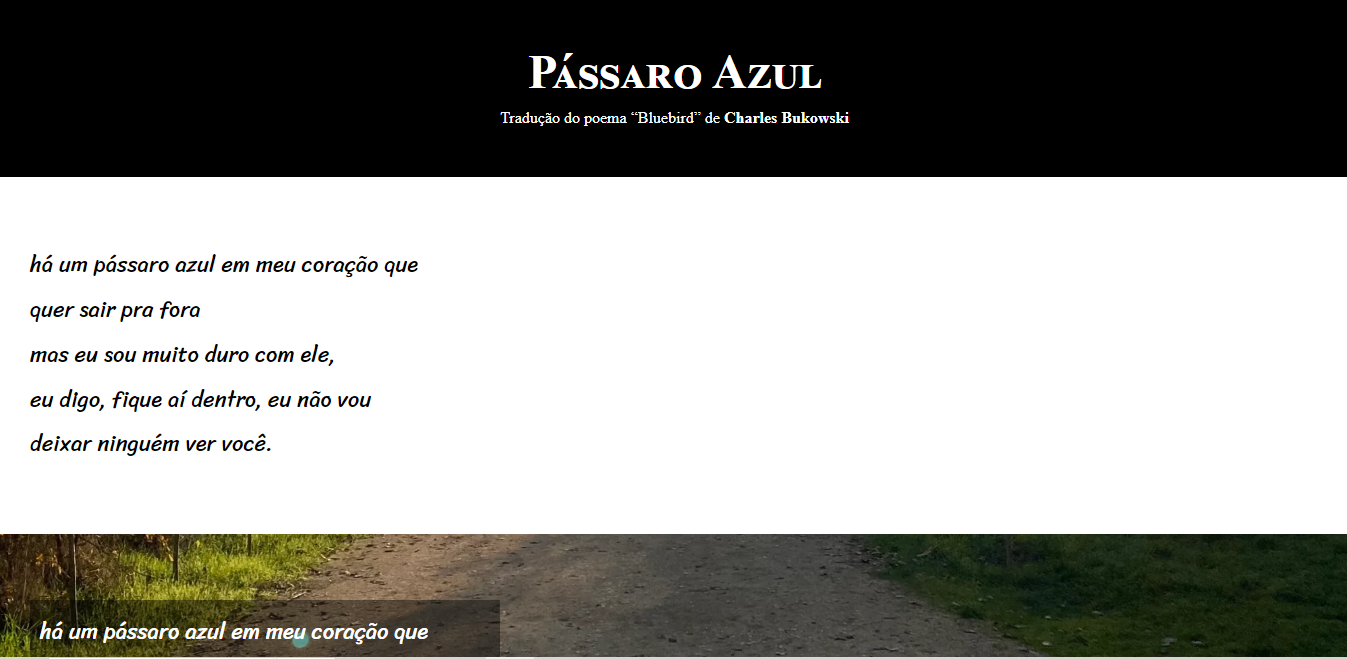 Pássaro Azul
Tradução do poema “Bluebird” de Charles Bukowski
há um pássaro azul em meu coração que
quer sair pra fora
mas eu sou muito duro com ele,
eu digo, fique aí dentro, eu não vou
deixar ninguém ver você.
há um pássaro azul em meu coração que